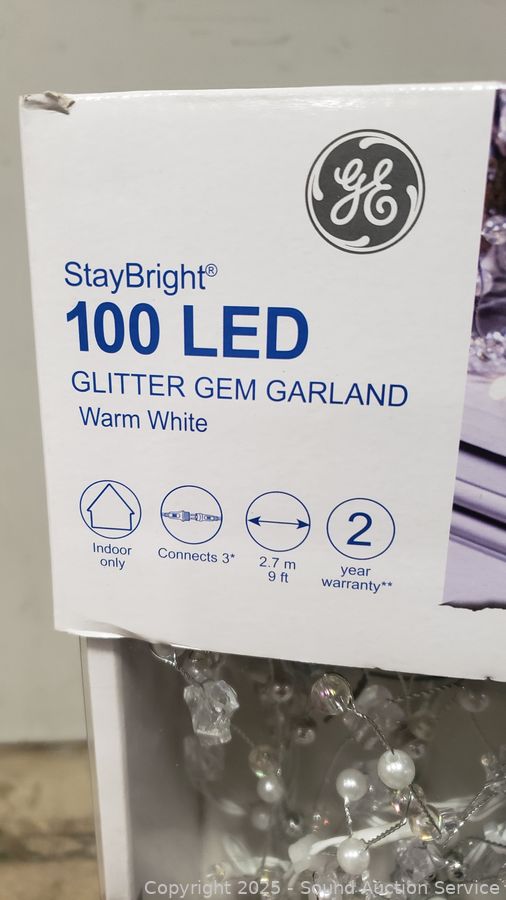 GE
StayBright®
100 LED
GLITTER GEM GARLAND
Warm White
Indoor
only
Connects 3*
2.7 m
9 ft
2
year
warranty**
Copyright 2025 - Sound Auction Service